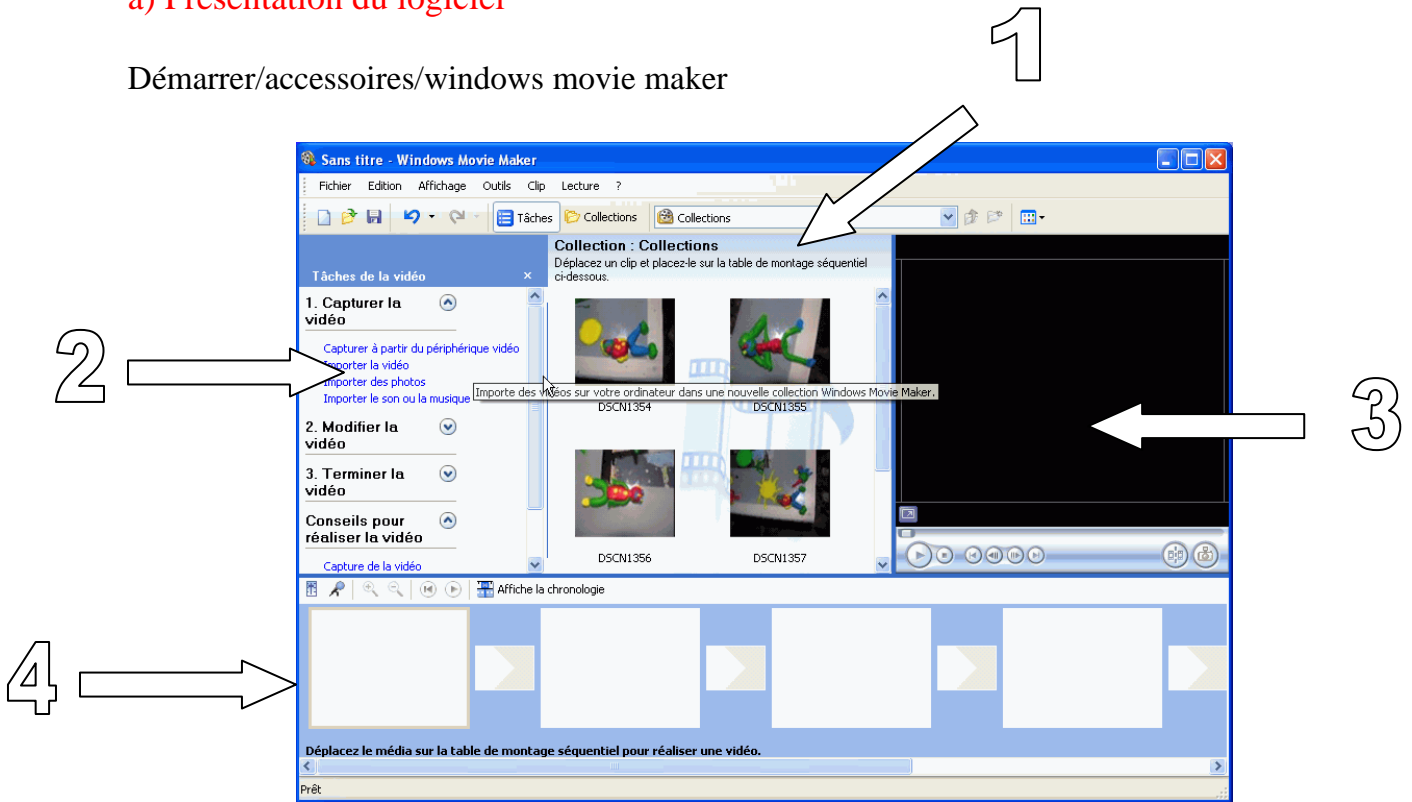 a) Présentation du logiciel
1
Démarrer/accessoires/windows movie maker
Sans titre - Windows Movie Maker
Fichier Edition Affichage Outils Clip Lecture ?
Tâches Collections Collections
Tâches de la vidéo
1. Capturer la
vidéo
Capturer à partir du périphérique vidéo
Importer la vidéo
Importer des photos
Importer le son ou la musique
2. Modifier la
vidéo
3. Terminer la
vidéo
Conseils pour
réaliser la vidéo
Capture de la vidéo
Collection : Collections
Déplacez un clip et placez-le sur la table de montage séquentiel
ci-dessous.
Importe des vidéos sur votre ordinateur dans une nouvelle collection Windows Movie Maker.
DSCN1354 DSCN1355
DSCN1356 DSCN1357
2
3
Affiche la chronologie
4
Déplacez le média sur la table de montage séquentiel pour réaliser une vidéo.
Prêt